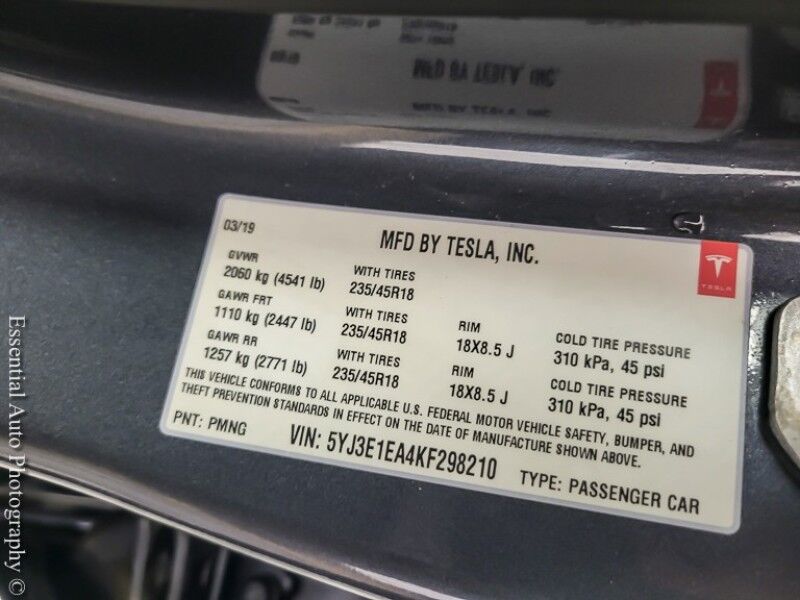 03/19
MFD BY TESLA, INC.
TESLA
GVWR
2060 kg (4541 lb)
WITH TIRES
235/45R18
GAWR FRT
1110 kg (2447 lb)
WITH TIRES
235/45R18
RIM
18X8.5 J
COLD TIRE PRESSURE
310 kPa, 45 psi
GAWR RR
1257 kg (2771 lb)
WITH TIRES
235/45R18
RIM
18X8.5 J
COLD TIRE PRESSURE
310 kPa, 45 psi
THIS VEHICLE CONFORMS TO ALL APPLICABLE U.S. FEDERAL MOTOR VEHICLE SAFETY, BUMPER, AND
THEFT PREVENTION STANDARDS IN EFFECT ON THE DATE OF MANUFACTURE SHOWN ABOVE.
PNT: PMNG
VIN: 5YJ3E1EA4KF298210
TYPE: PASSENGER CAR
Essential Auto Photography ©